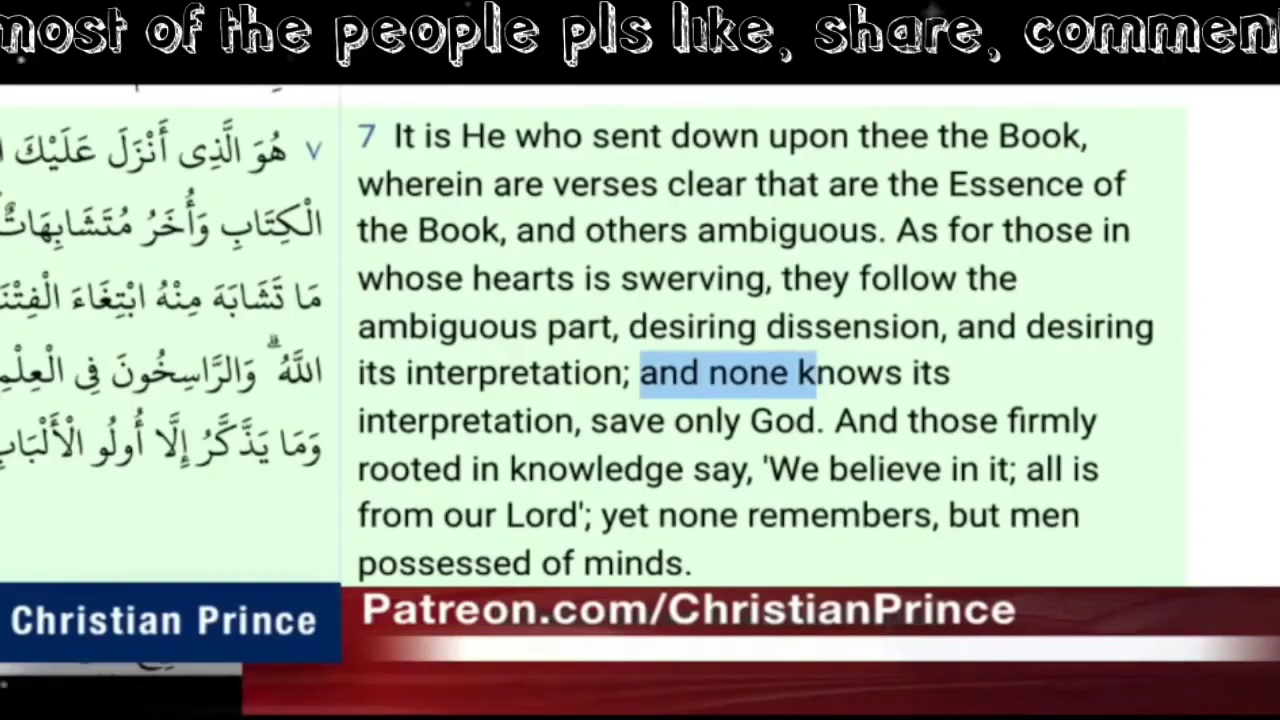 most of the people pls like, share, commen
٧ هُوَ الَّذِى أَنْزَلَ عَلَيْكَ
الْكِتَابِ وَأُخَرُ مُتَشَابِهَاتٌ
مَا تَشَابَهَ مِنْهُ ابْتِغَاءَ
اللَّهُ ۗ وَالرَّاسِخُونَ فِى الْعِلْمِ
وَمَا يَذَّكَّرُ إِلَّا أُولُو الْأَلْبَابِ
7 It is He who sent down upon thee the Book,
wherein are verses clear that are the Essence of
the Book, and others ambiguous. As for those in
whose hearts is swerving, they follow the
ambiguous part, desiring dissension, and desiring
its interpretation; and none knows its
interpretation, save only God. And those firmly
rooted in knowledge say, 'We believe in it; all is
from our Lord'; yet none remembers, but men
possessed of minds.
Christian Prince
Patreon.com/ChristianPrince